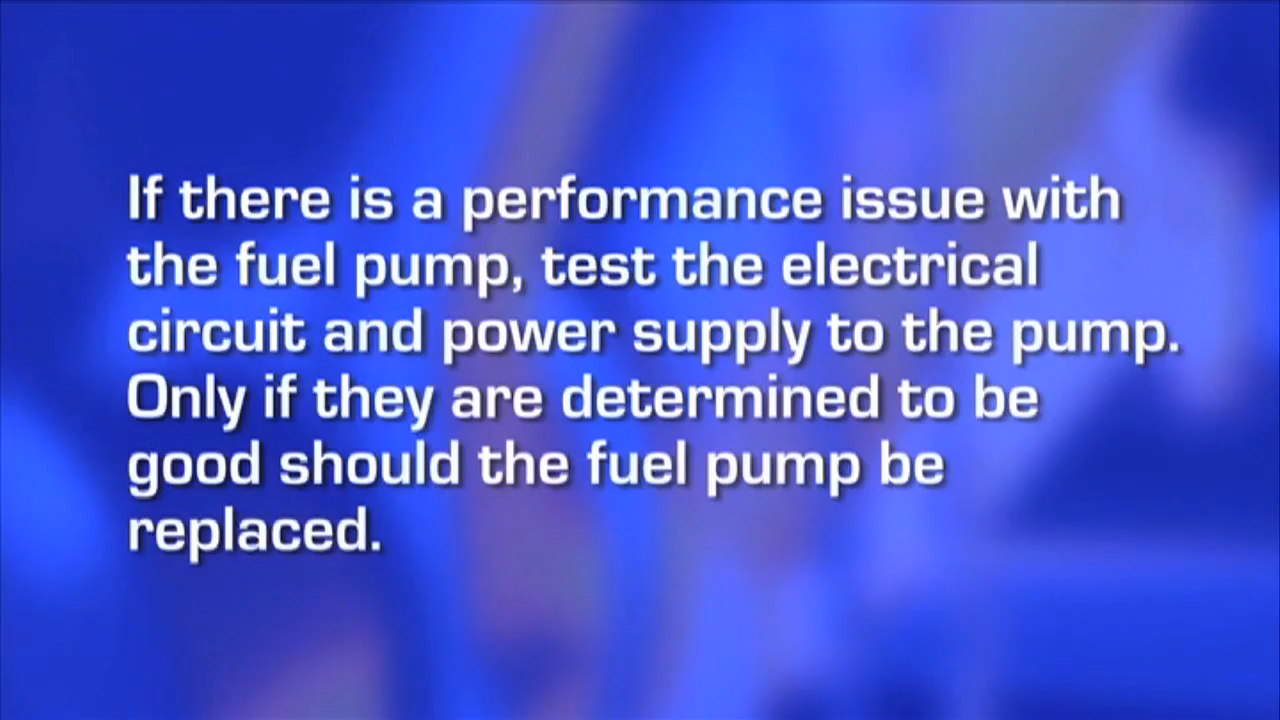 If there is a performance issue with
the fuel pump, test the electrical
circuit and power supply to the pump.
Only if they are determined to be
good should the fuel pump be
replaced.